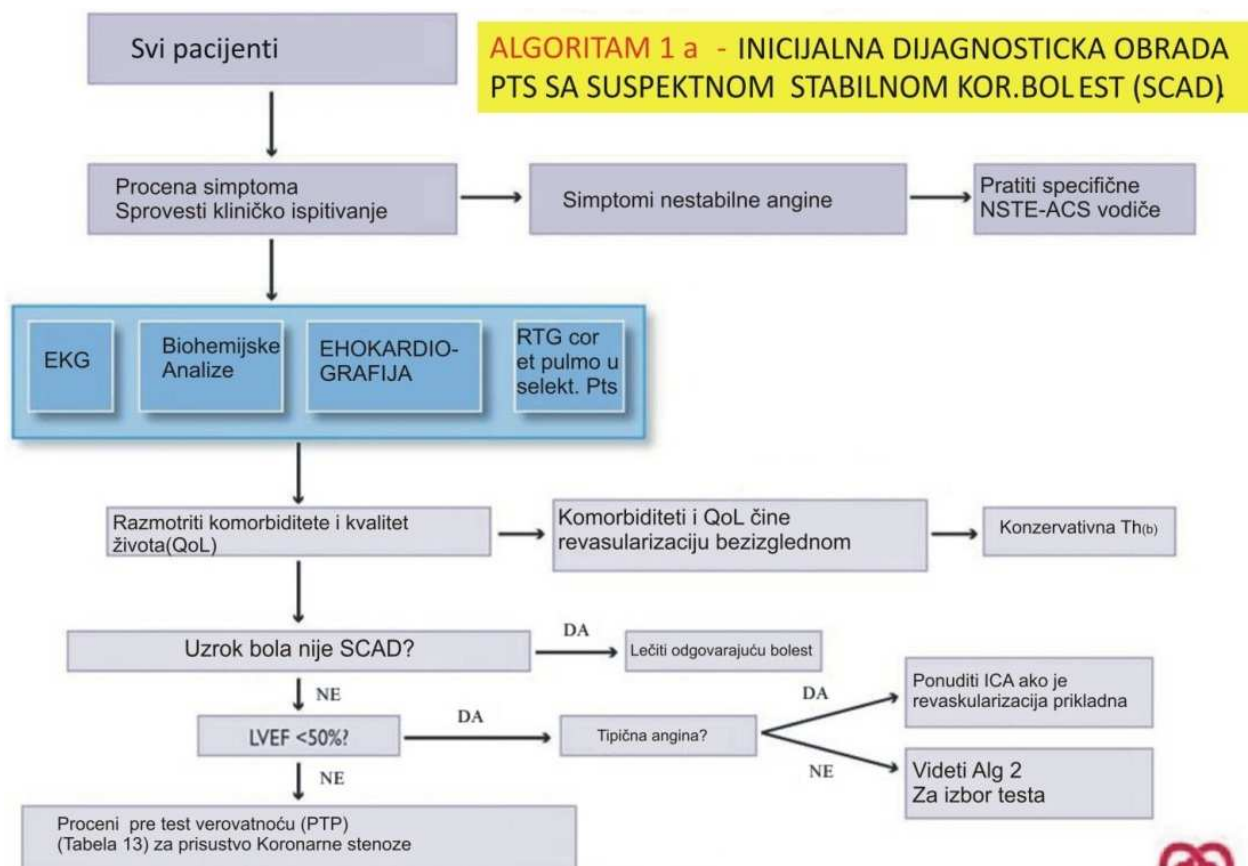 Svi pacijenti
ALGORITAM 1 a - INICIJALNA DIJAGNOSTICKA OBRADA
PTS SA SUSPEKTNOM STABILNOM KOR.BOLEST (SCAD)
Procena simptoma
Sprovesti kliničko ispitivanje
Simptomi nestabilne angine
Pratiti specifične
NSTE-ACS vodiče
EKG
Biohemijske
Analize
EHOKARDIO-
GRAFIJA
RTG cor
et pulmo u
selekt. Pts
Razmotriti komorbiditete i kvalitet
života(QoL)
Komorbiditeti i QoL čine
revasularizaciju bezizglednom
Konzervativna Th(b)
Uzrok bola nije SCAD?
DA
Lečiti odgovarajuću bolest
NE
LVEF <50%?
DA
Tipična angina?
DA
Ponuditi ICA ako je
revaskularizacija prikladna
NE
Videti Alg 2
Za izbor testa
NE
Proceni pre test verovatnoću (PTP)
(Tabela 13) za prisustvo Koronarne stenoze